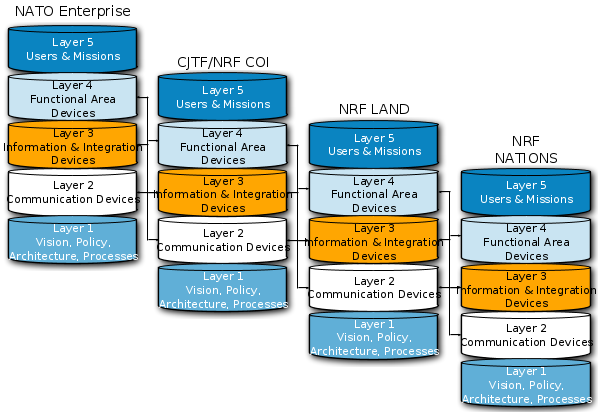 NATO Enterprise
Layer 5
Users & Missions
Layer 4
Functional Area
Devices
Layer 3
Information & Integration
Devices
Layer 2
Communication Devices
Layer 1
Vision, Policy,
Architecture, Processes
CJTF/NRF COI
Layer 5
Users & Missions
Layer 4
Functional Area
Devices
Layer 3
Information & Integration
Devices
Layer 2
Communication Devices
Layer 1
Vision, Policy,
Architecture, Processes
NRF LAND
Layer 5
Users & Missions
Layer 4
Functional Area
Devices
Layer 3
Information & Integration
Devices
Layer 2
Communication Devices
Layer 1
Vision, Policy,
Architecture, Processes
NRF
NATIONS
Layer 5
Users & Missions
Layer 4
Functional Area
Devices
Layer 3
Information & Integration
Devices
Layer 2
Communication Devices
Layer 1
Vision, Policy,
Architecture, Processes